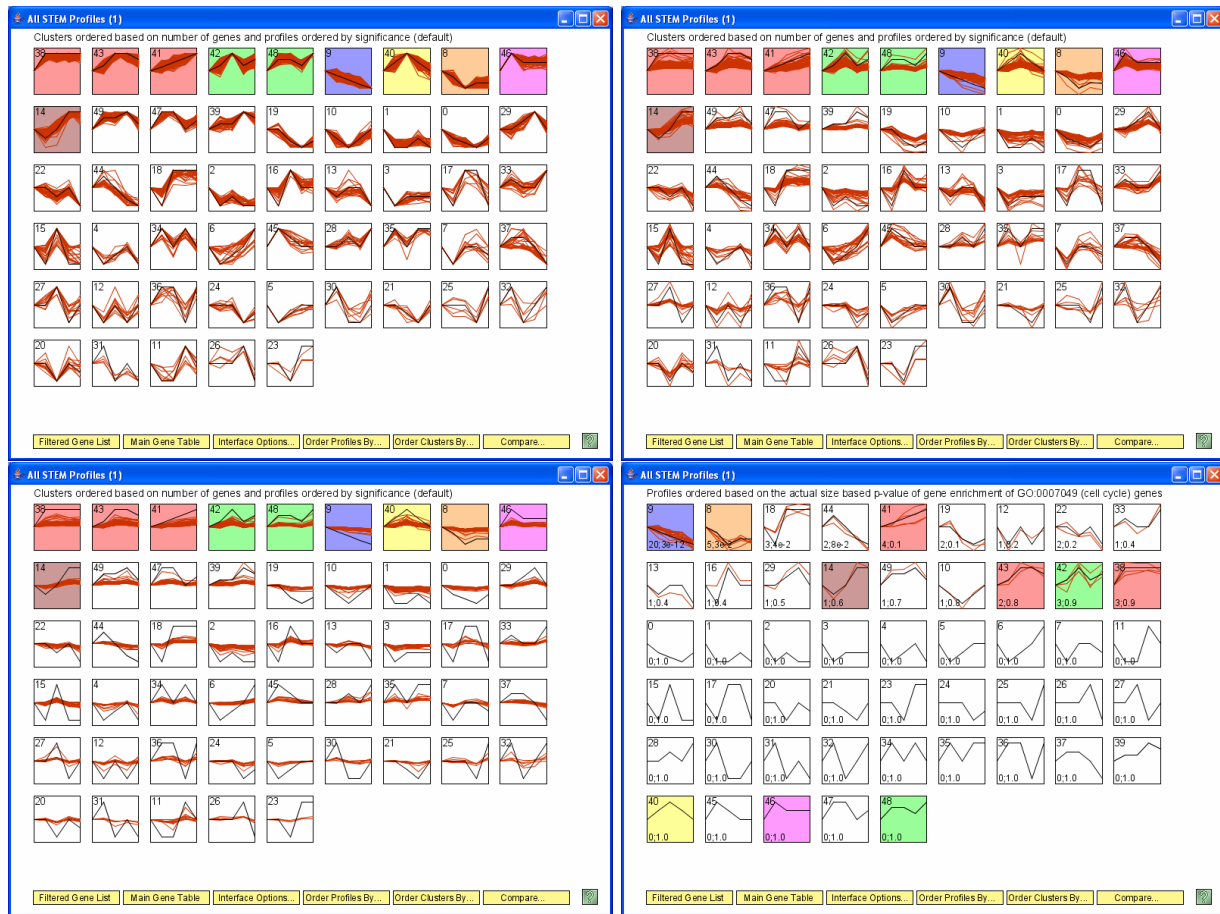 All STEM Profiles (1)
Clusters ordered based on number of genes and profiles ordered by significance (default)
38 43 41 42 48 9 40 8 46
14 49 47 39 19 10 1 0 29
22 44 18 2 16 13 3 17 33
15 4 34 6 45 28 35 7 37
27 12 36 24 5 30 21 25 32
20 31 11 26 23
Filtered Gene List Main Gene Table Interface Options... Order Profiles By... Order Clusters By... Compare... ?
All STEM Profiles (1)
Clusters ordered based on number of genes and profiles ordered by significance (default)
38 43 41 42 48 9 40 8 46
14 49 47 39 19 10 1 0 29
22 44 18 2 16 13 3 17 33
15 4 34 6 45 28 35 7 37
27 12 36 24 5 30 21 25 32
20 31 11 26 23
Filtered Gene List Main Gene Table Interface Options... Order Profiles By... Order Clusters By... Compare... ?
All STEM Profiles (1)
Clusters ordered based on number of genes and profiles ordered by significance (default)
38 43 41 42 48 9 40 8 46
14 49 47 39 19 10 1 0 29
22 44 18 2 16 13 3 17 33
15 4 34 6 45 28 35 7 37
27 12 36 24 5 30 21 25 32
20 31 11 26 23
Filtered Gene List Main Gene Table Interface Options... Order Profiles By... Order Clusters By... Compare... ?
All STEM Profiles (1)
Profiles ordered based on the actual size based p-value of gene enrichment of GO:0007049 (cell cycle) genes
9 8 18 44 41 19 12 22 33
20;3e-12 5;3e-2 3;4e-2 2;8e-2 4;0.1 2;0.1 1;0.2 2;0.2 1;0.4
13 16 29 14 49 10 43 42 38
1;0.4 1;0.4 1;0.5 1;0.6 1;0.7 1;0.8 2;0.8 3;0.9 3;0.9
0 1 2 3 4 5 6 7 11
0;1.0 0;1.0 0;1.0 0;1.0 0;1.0 0;1.0 0;1.0 0;1.0 0;1.0
15 17 20 21 23 24 25 26 27
0;1.0 0;1.0 0;1.0 0;1.0 0;1.0 0;1.0 0;1.0 0;1.0 0;1.0
28 30 31 32 34 35 36 37 39
0;1.0 0;1.0 0;1.0 0;1.0 0;1.0 0;1.0 0;1.0 0;1.0 0;1.0
40 45 46 47 48
0;1.0 0;1.0 0;1.0 0;1.0 0;1.0
Filtered Gene List Main Gene Table Interface Options... Order Profiles By... Order Clusters By... Compare... ?